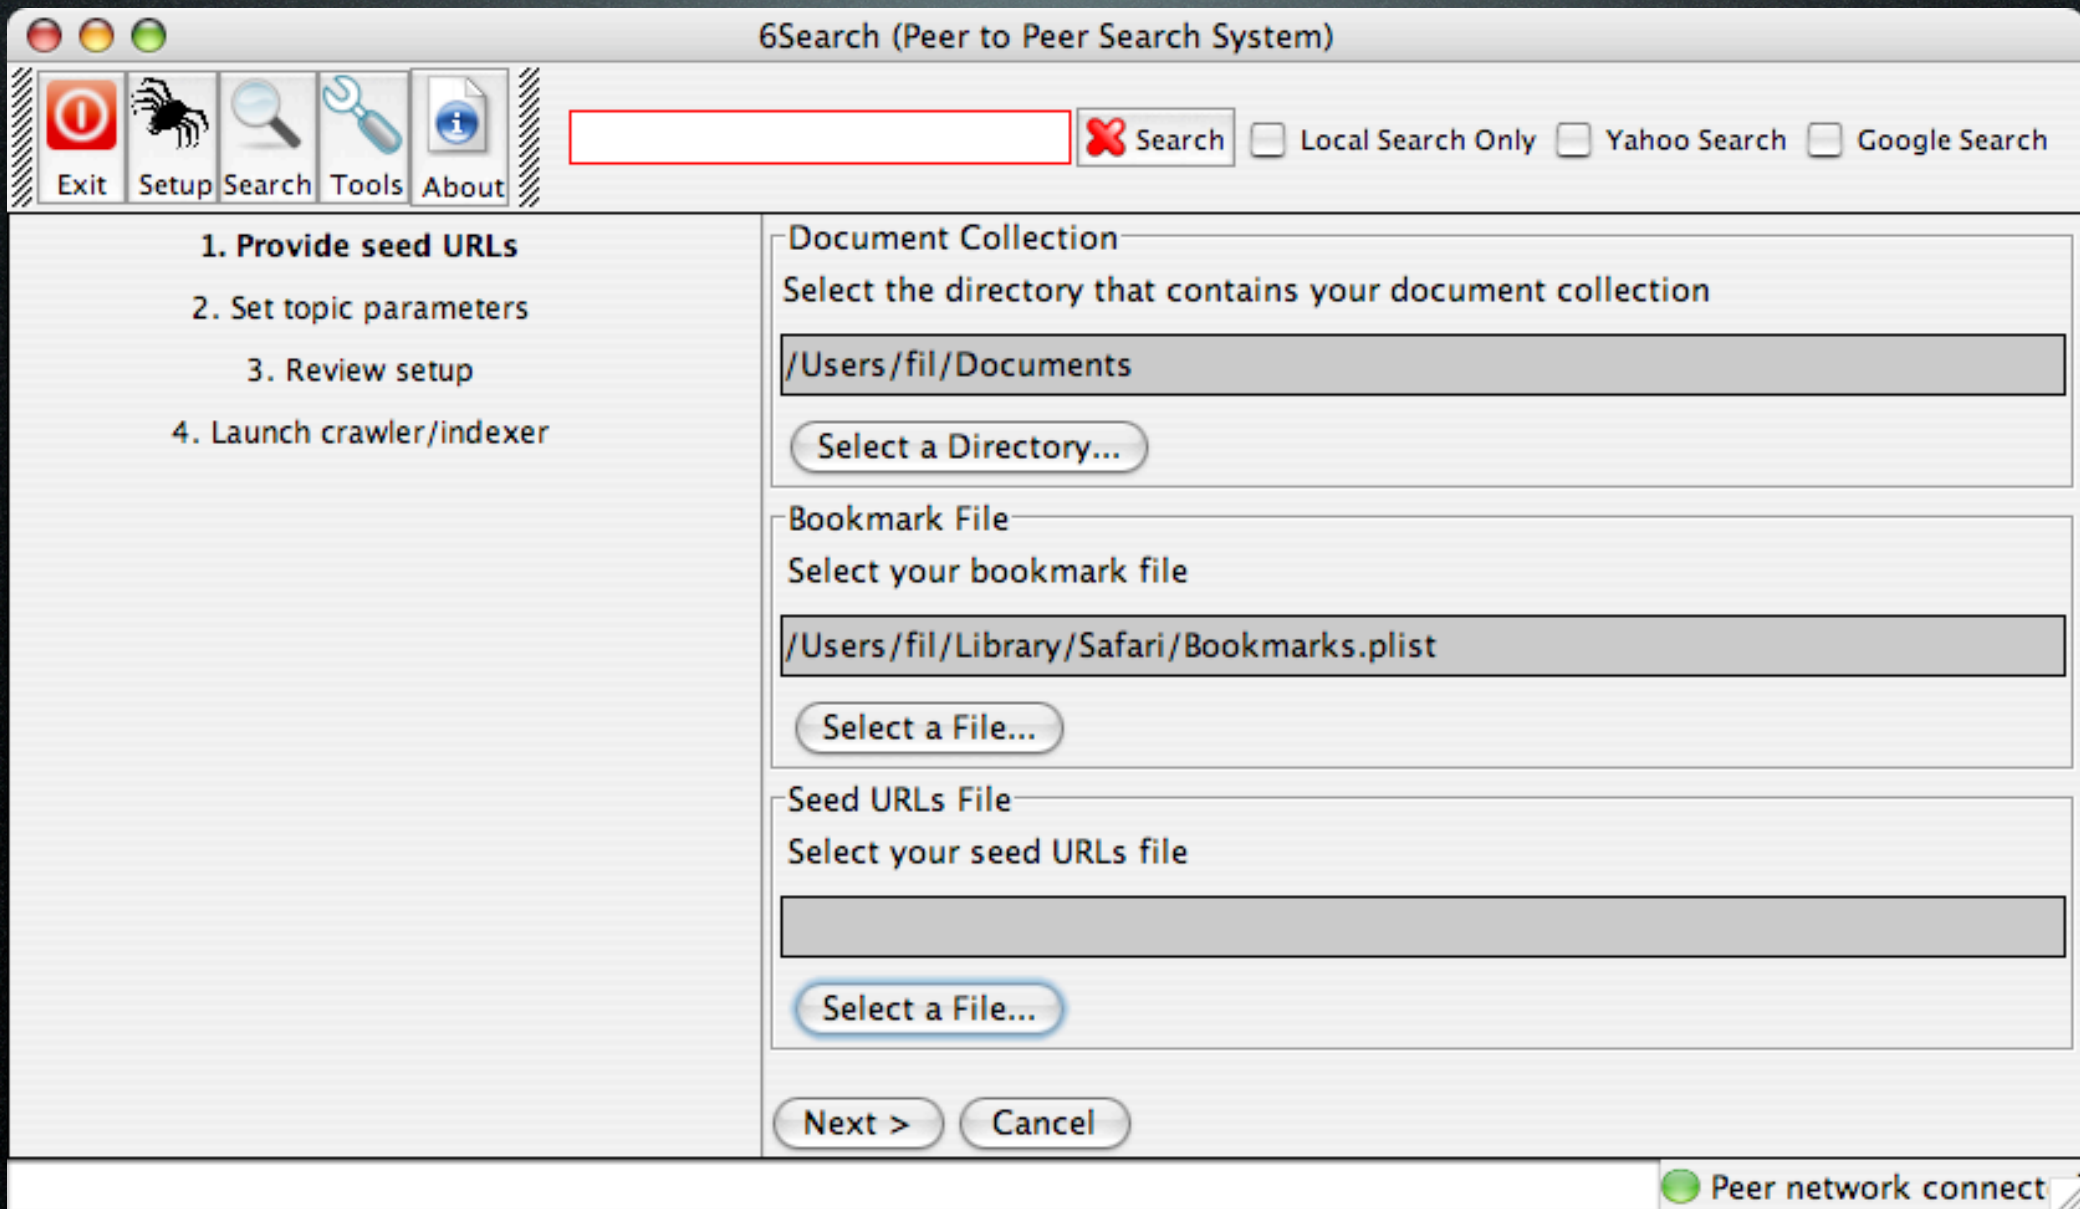 6Search (Peer to Peer Search System)
Exit Setup Search Tools About
Search Local Search Only Yahoo Search Google Search
1. Provide seed URLs
2. Set topic parameters
3. Review setup
4. Launch crawler/indexer
Document Collection
Select the directory that contains your document collection
/Users/fil/Documents
Select a Directory...
Bookmark File
Select your bookmark file
/Users/fil/Library/Safari/Bookmarks.plist
Select a File...
Seed URLs File
Select your seed URLs file
Select a File...
Next > Cancel
Peer network connect